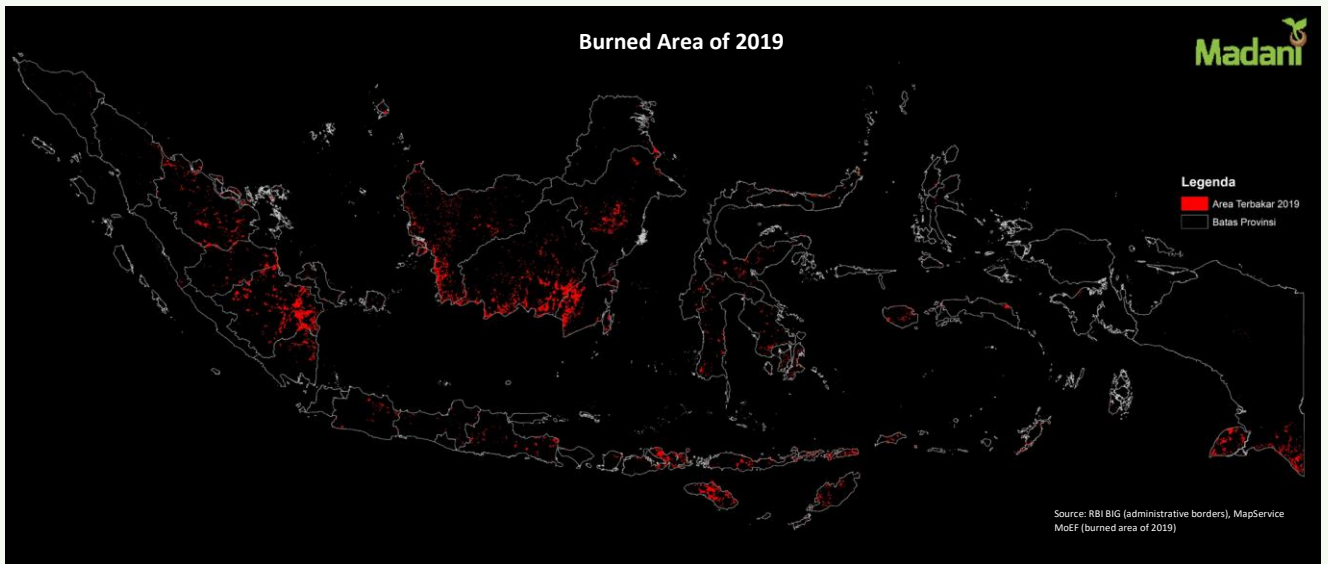 Burned Area of 2019
Madani
Legenda
Area Terbakar 2019
Batas Provinsi
Source: RBI BIG (administrative borders), MapService
MoEF (burned area of 2019)